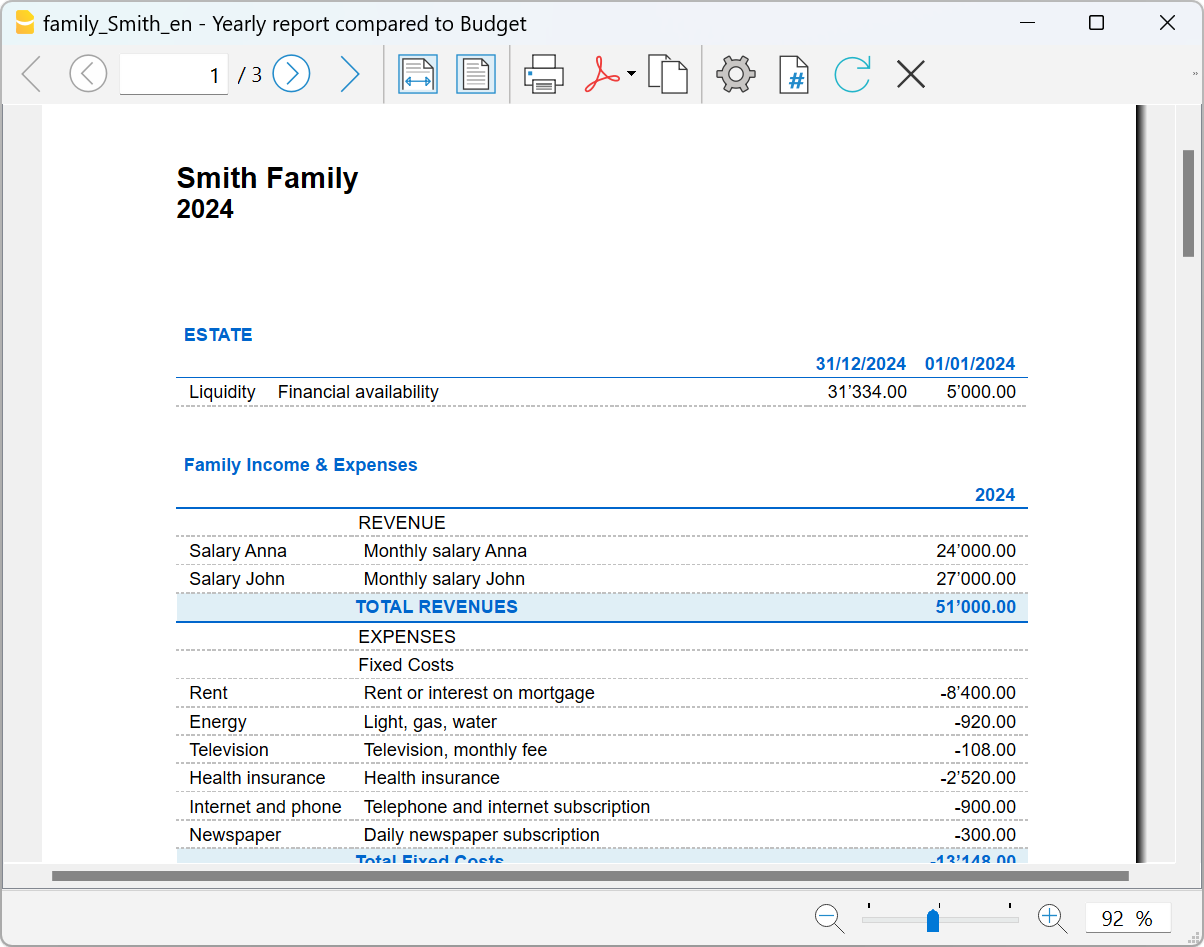 family_Smith_en - Yearly report compared to Budget
1 / 3
#
Smith Family
2024
ESTATE
31/12/2024 01/01/2024
Liquidity Financial availability 31’334.00 5’000.00
Family Income & Expenses
2024
REVENUE
Salary Anna Monthly salary Anna 24’000.00
Salary John Monthly salary John 27’000.00
TOTAL REVENUES 51’000.00
EXPENSES
Fixed Costs
Rent Rent or interest on mortgage -8’400.00
Energy Light, gas, water -920.00
Television Television, monthly fee -108.00
Health insurance Health insurance -2’520.00
Internet and phone Telephone and internet subscription -900.00
Newspaper Daily newspaper subscription -300.00
Total Fixed Costs -13’148.00
92 %